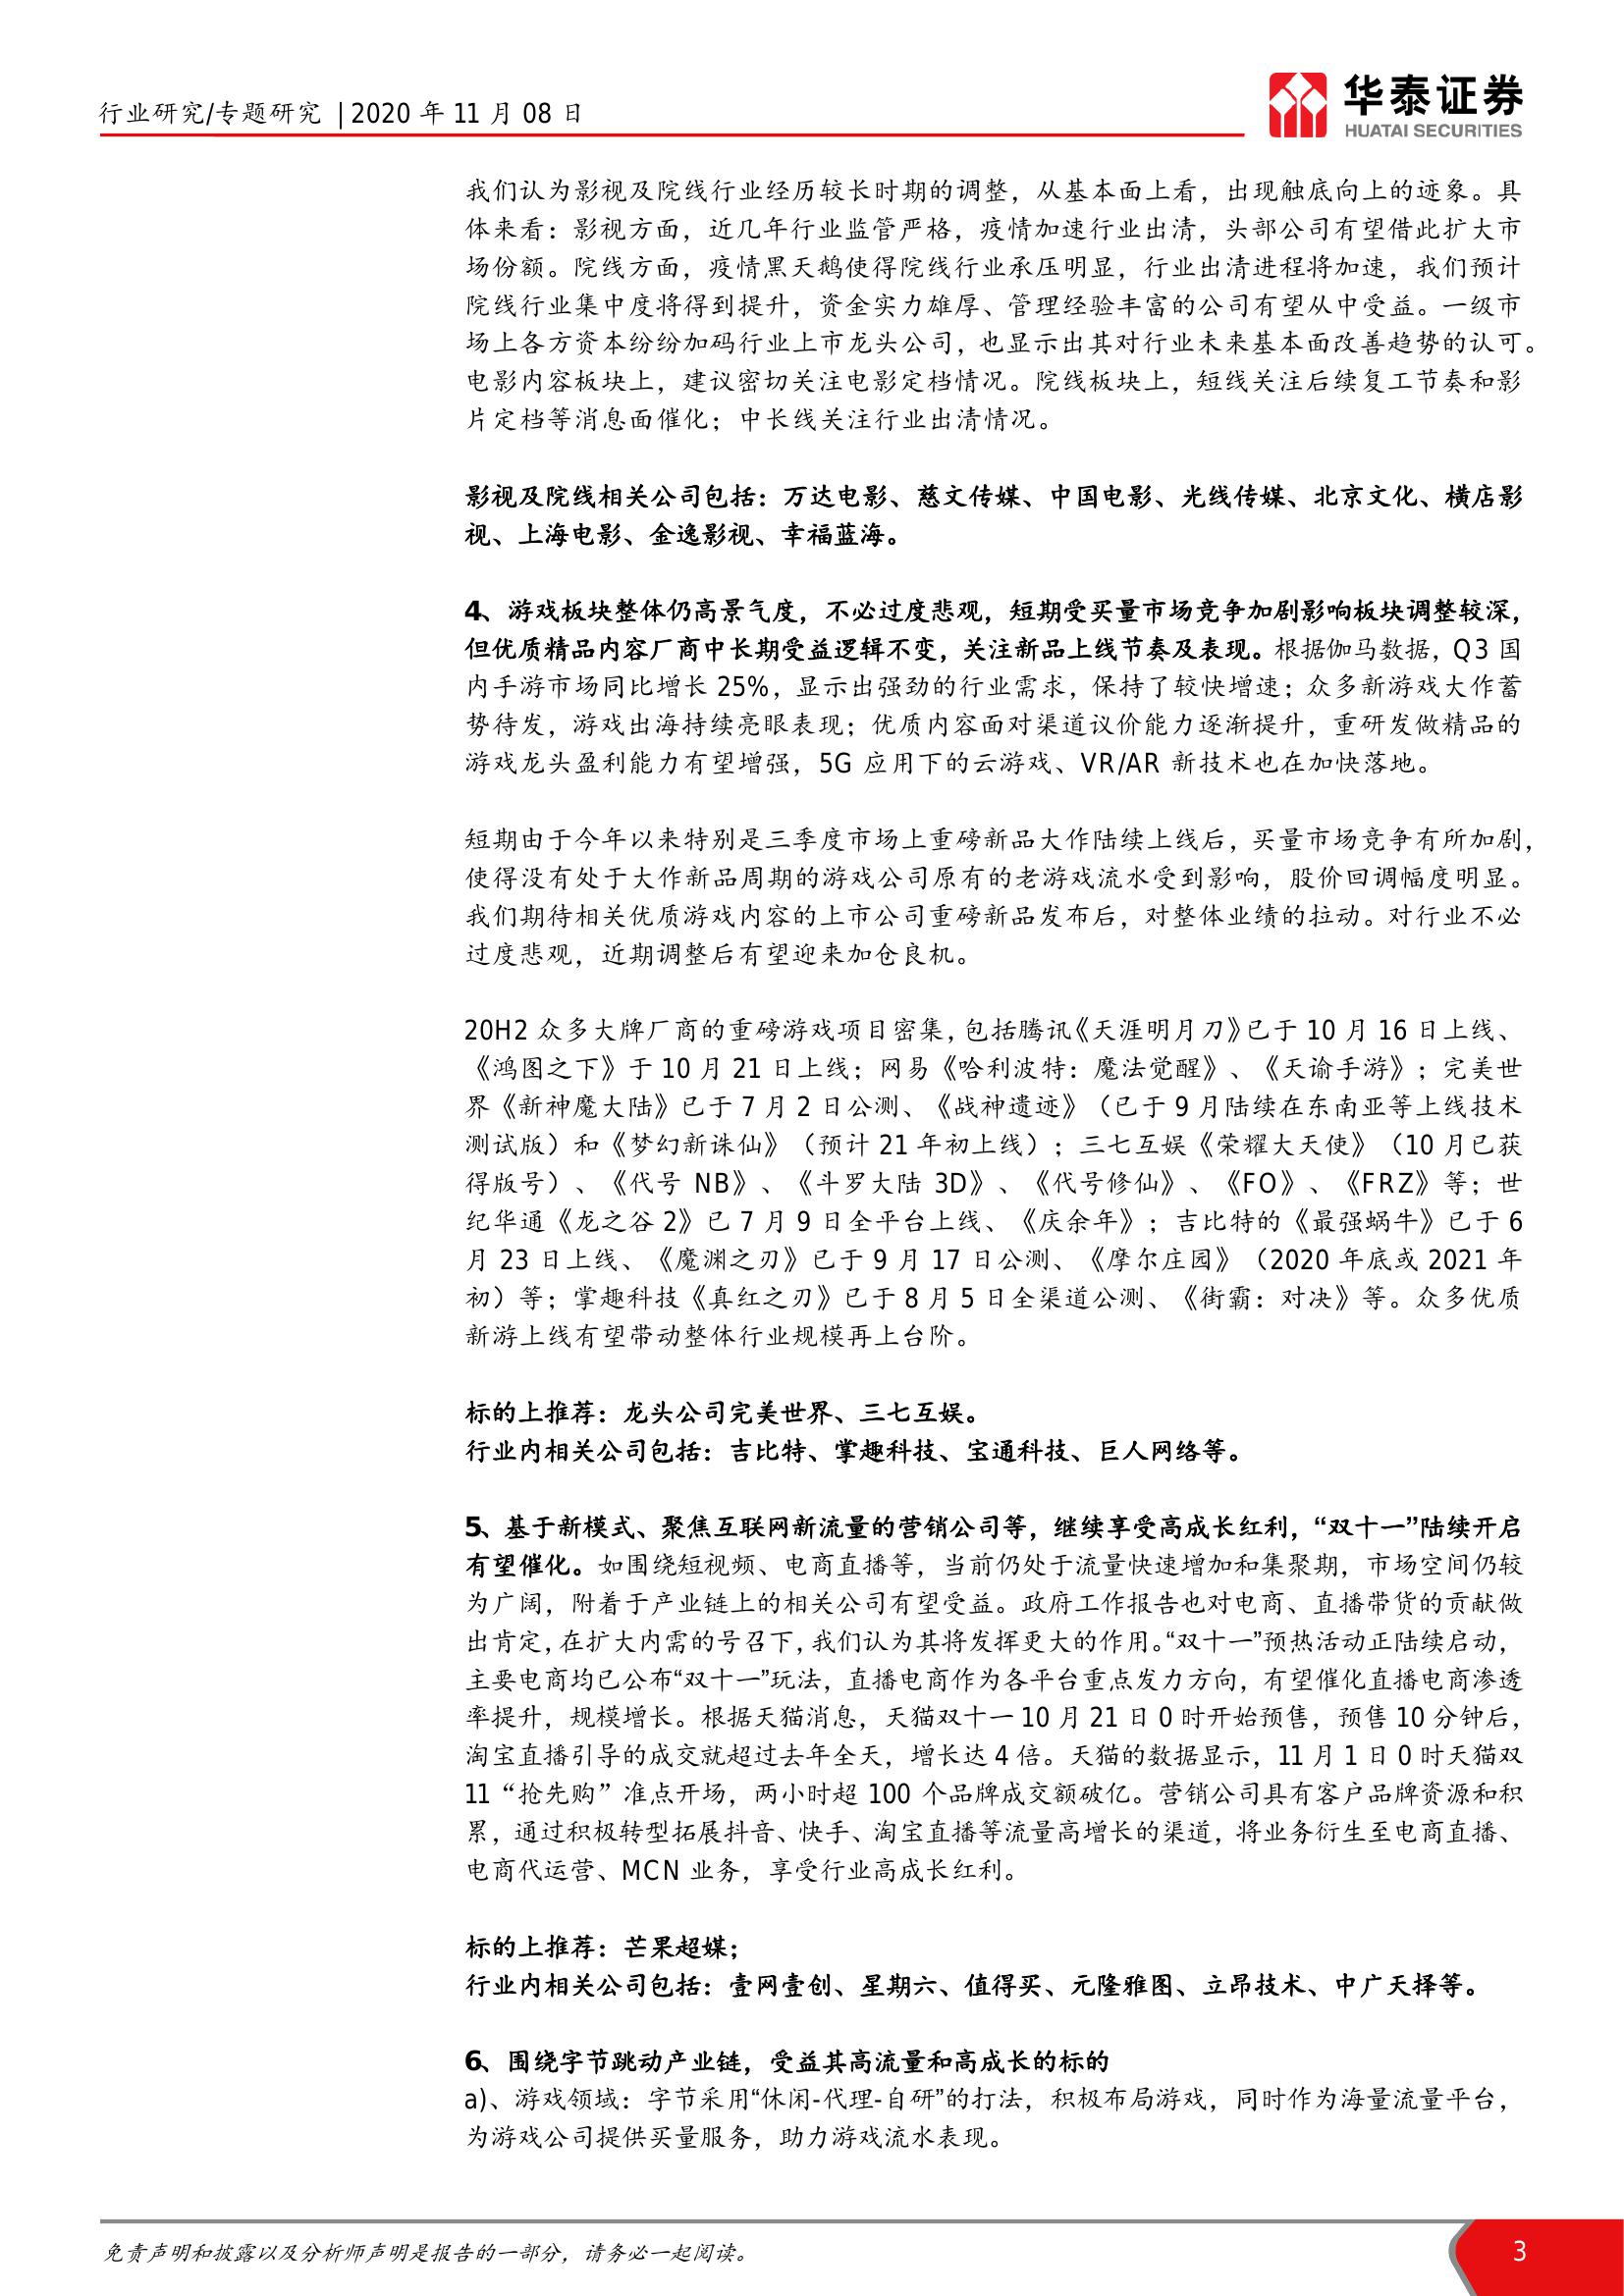 行业研究/专题研究 | 2020 年 11 月 08 日
华泰证券
HUATAI SECURITIES
我们认为影视及院线行业经历较长时期的调整，从基本面上看，出现触底向上的迹象。具
体来看：影视方面，近几年行业监管严格，疫情加速行业出清，头部公司有望借此扩大市
场份额。院线方面，疫情黑天鹅使得院线行业承压明显，行业出清进程将加速，我们预计
院线行业集中度将得到提升，资金实力雄厚、管理经验丰富的公司有望从中受益。一级市
场上各方资本纷纷加码行业上市龙头公司，也显示出其对行业未来基本面改善趋势的认可。
电影内容板块上，建议密切关注电影定档情况。院线板块上，短线关注后续复工节奏和影
片定档等消息面催化；中长线关注行业出清情况。
影视及院线相关公司包括：万达电影、慈文传媒、中国电影、光线传媒、北京文化、横店影
视、上海电影、金逸影视、幸福蓝海。
4、游戏板块整体仍高景气度，不必过度悲观，短期受买量市场竞争加剧影响板块调整较深，
但优质精品内容厂商中长期受益逻辑不变，关注新品上线节奏及表现。根据伽马数据，Q3 国
内手游市场同比增长 25%，显示出强劲的行业需求，保持了较快增速；众多新游戏大作蓄
势待发，游戏出海持续亮眼表现；优质内容面对渠道议价能力逐渐提升，重研发做精品的
游戏龙头盈利能力有望增强，5G 应用下的云游戏、VR/AR 新技术也在加快落地。
短期由于今年以来特别是三季度市场上重磅新品大作陆续上线后，买量市场竞争有所加剧，
使得没有处于大作新品周期的游戏公司原有的老游戏流水受到影响，股价回调幅度明显。
我们期待相关优质游戏内容的上市公司重磅新品发布后，对整体业绩的拉动。对行业不必
过度悲观，近期调整后有望迎来加仓良机。
20H2 众多大牌厂商的重磅游戏项目密集，包括腾讯《天涯明月刀》已于 10 月 16 日上线、
《鸿图之下》于 10 月 21 日上线；网易《哈利波特：魔法觉醒》、《天谕手游》；完美世
界《新神魔大陆》已于 7 月 2 日公测、《战神遗迹》（已于 9 月陆续在东南亚等上线技术
测试版）和《梦幻新诛仙》（预计 21 年初上线）；三七互娱《荣耀大天使》（10 月已获
得版号）、《代号 NB》、《斗罗大陆 3D》、《代号修仙》、《FO》、《FRZ》等；世
纪华通《龙之谷 2》已 7 月 9 日全平台上线、《庆余年》；吉比特的《最强蜗牛》已于 6
月 23 日上线、《魔渊之刃》已于 9 月 17 日公测、《摩尔庄园》（2020 年底或 2021 年
初）等；掌趣科技《真红之刃》已于 8 月 5 日全渠道公测、《街霸：对决》等。众多优质
新游上线有望带动整体行业规模再上台阶。
标的上推荐：龙头公司完美世界、三七互娱。
行业内相关公司包括：吉比特、掌趣科技、宝通科技、巨人网络等。
5、基于新模式、聚焦互联网新流量的营销公司等，继续享受高成长红利，“双十一”陆续开启
有望催化。如围绕短视频、电商直播等，当前仍处于流量快速增加和集聚期，市场空间仍较
为广阔，附着于产业链上的相关公司有望受益。政府工作报告也对电商、直播带货的贡献做
出肯定，在扩大内需的号召下，我们认为其将发挥更大的作用。“双十一”预热活动正陆续启动，
主要电商均已公布“双十一”玩法，直播电商作为各平台重点发力方向，有望催化直播电商渗透
率提升，规模增长。根据天猫消息，天猫双十一 10 月 21 日 0 时开始预售，预售 10 分钟后，
淘宝直播引导的成交就超过去年全天，增长达 4 倍。天猫的数据显示，11 月 1 日 0 时天猫双
11“抢先购”准点开场，两小时超 100 个品牌成交额破亿。营销公司具有客户品牌资源和积
累，通过积极转型拓展抖音、快手、淘宝直播等流量高增长的渠道，将业务衍生至电商直播、
电商代运营、MCN 业务，享受行业高成长红利。
标的上推荐：芒果超媒；
行业内相关公司包括：壹网壹创、星期六、值得买、元隆雅图、立昂技术、中广天择等。
6、围绕字节跳动产业链，受益其高流量和高成长的标的
a)、游戏领域：字节采用“休闲-代理-自研”的打法，积极布局游戏，同时作为海量流量平台，
为游戏公司提供买量服务，助力游戏流水表现。
免责声明和披露以及分析师声明是报告的一部分，请务必一起阅读。
3